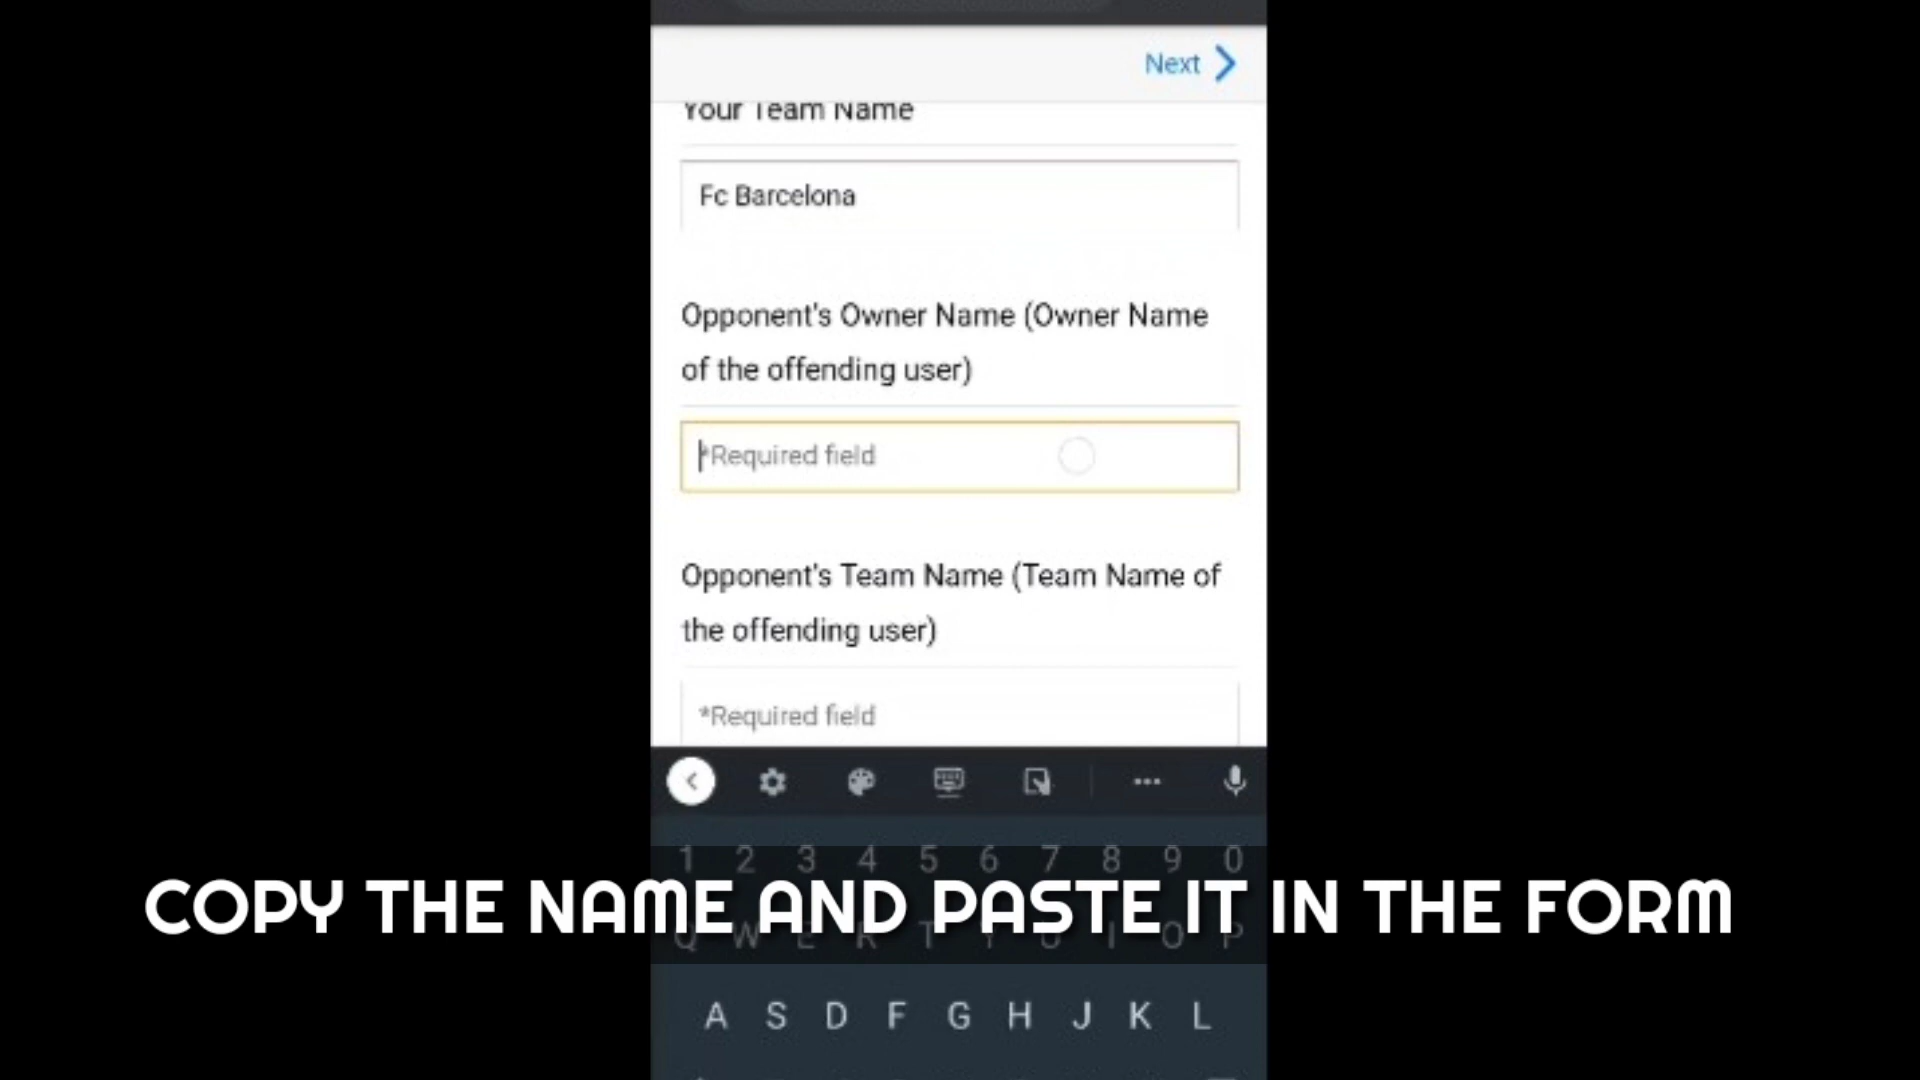 Next
Your Team Name
Fc Barcelona
Opponent's Owner Name (Owner Name
of the offending user)
*Required field
Opponent's Team Name (Team Name of
the offending user)
*Required field
1 2 3 4 5 6 7 8 9 0
COPY THE NAME AND PASTE IT IN THE FORM
Q W E R T Y U I O P
A S D F G H J K L